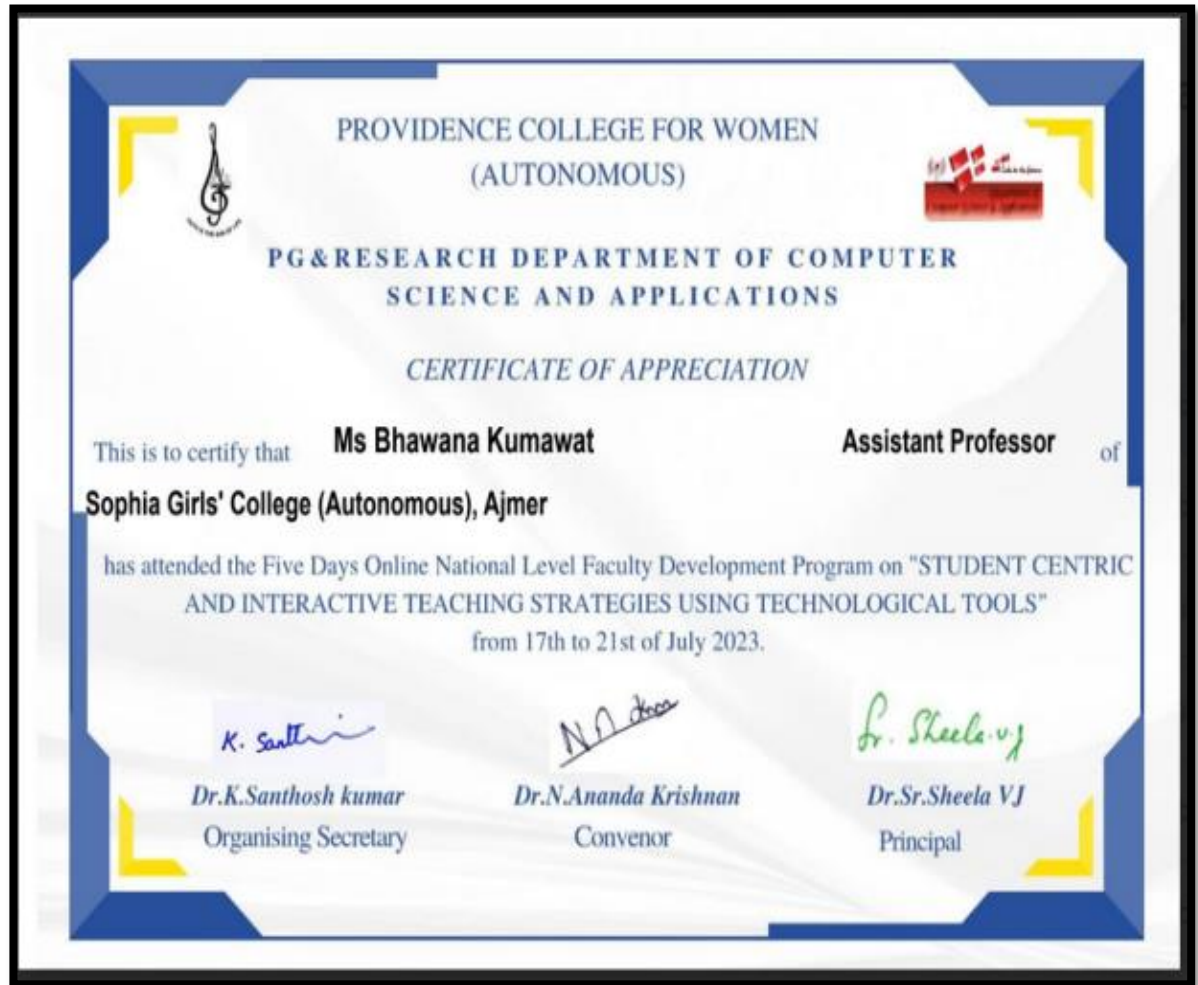 PROVIDENCE COLLEGE FOR WOMEN
(AUTONOMOUS)
PG&RESEARCH DEPARTMENT OF COMPUTER
SCIENCE AND APPLICATIONS
CERTIFICATE OF APPRECIATION
This is to certify that Ms Bhawana Kumawat Assistant Professor of
Sophia Girls' College (Autonomous), Ajmer
has attended the Five Days Online National Level Faculty Development Program on "STUDENT CENTRIC
AND INTERACTIVE TEACHING STRATEGIES USING TECHNOLOGICAL TOOLS"
from 17th to 21st of July 2023.
K. Santh
Sr. Sheela.v.j
Dr.K.Santhosh kumar Dr.N.Ananda Krishnan Dr.Sr.Sheela VJ
Organising Secretary Convenor Principal